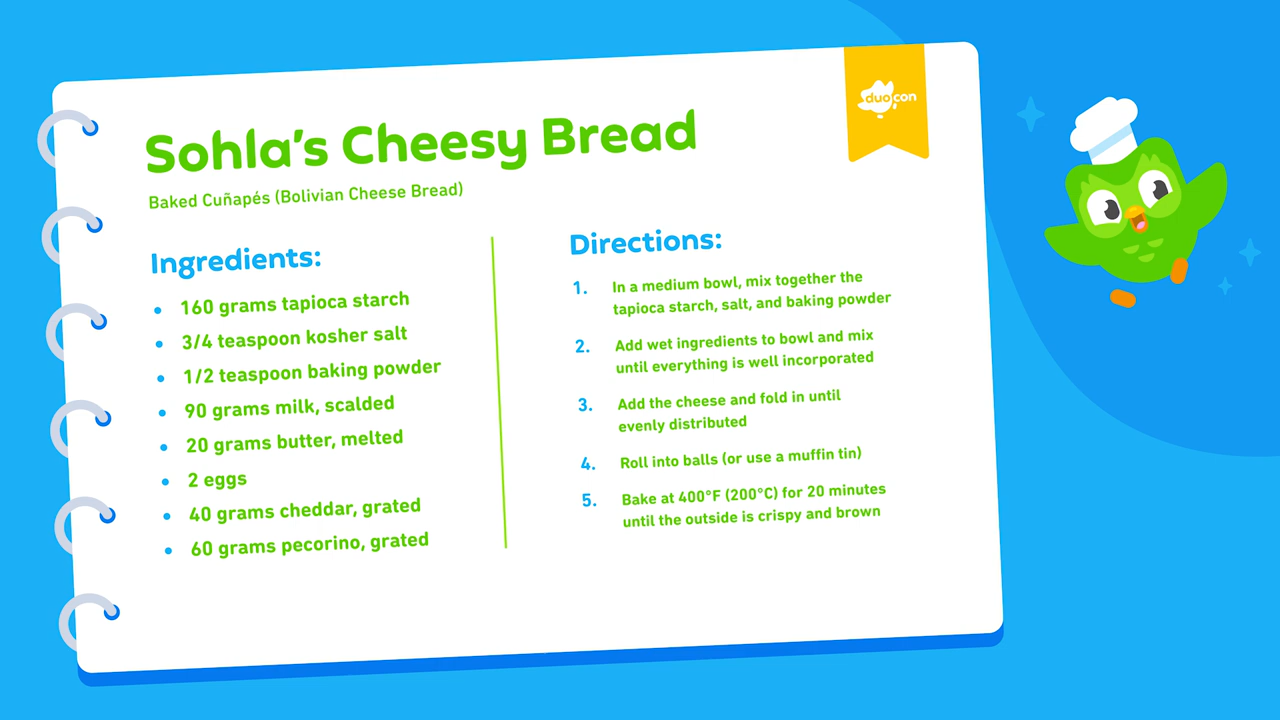 duocon
Sohla's Cheesy Bread
Baked Cuñapés (Bolivian Cheese Bread)
Ingredients:
• 160 grams tapioca starch
• 3/4 teaspoon kosher salt
• 1/2 teaspoon baking powder
• 90 grams milk, scalded
• 20 grams butter, melted
• 2 eggs
• 40 grams cheddar, grated
• 60 grams pecorino, grated
Directions:
1. In a medium bowl, mix together the
tapioca starch, salt, and baking powder
2. Add wet ingredients to bowl and mix
until everything is well incorporated
3. Add the cheese and fold in until
evenly distributed
4. Roll into balls (or use a muffin tin)
5. Bake at 400°F (200°C) for 20 minutes
until the outside is crispy and brown